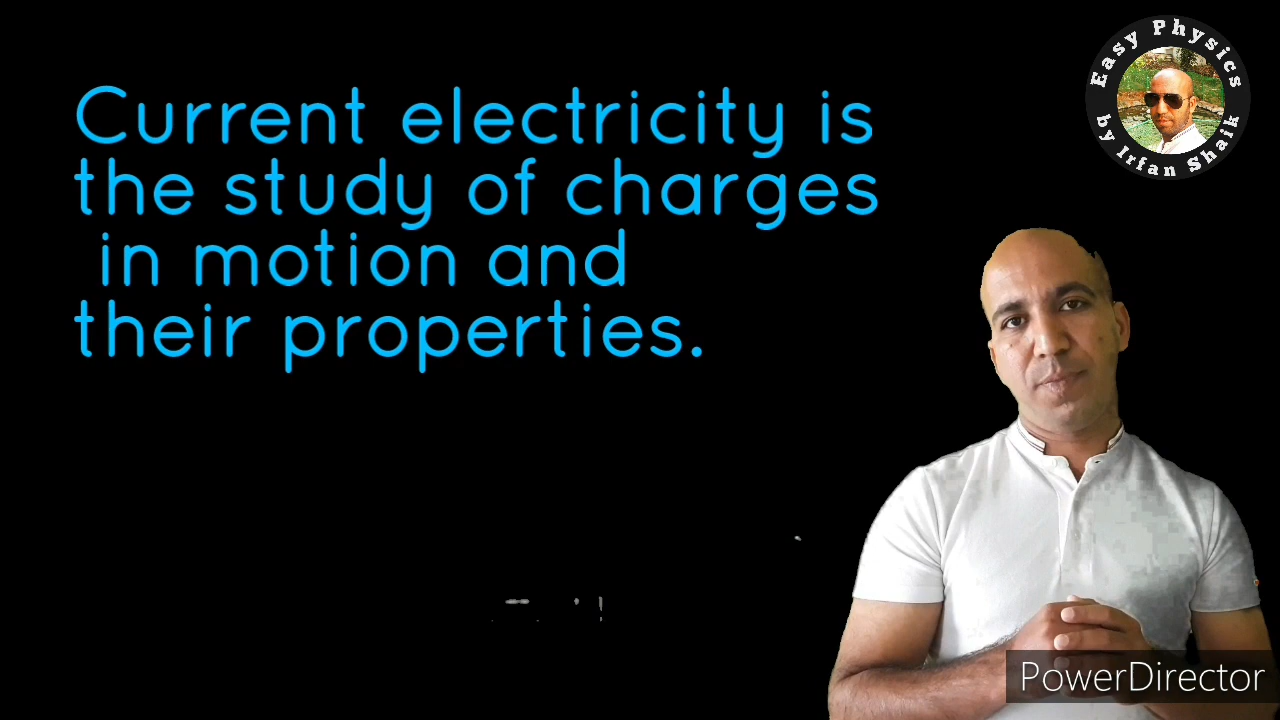 Current electricity is
the study of charges
in motion and
their properties.
Easy Physics
by Irfan Shaik
PowerDirector